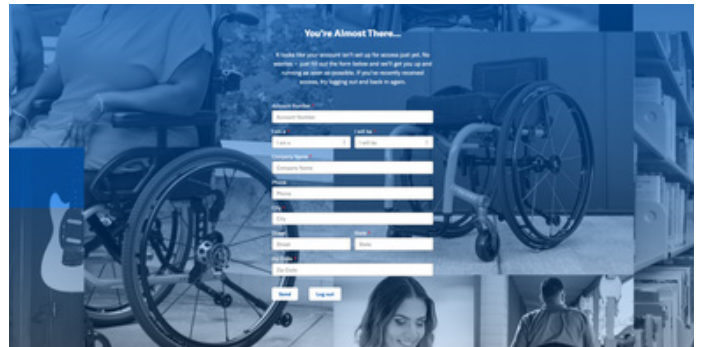 You're Almost There...
It looks like your account isn't set up for access just yet. No
worries – just fill out the form below and we'll get you up and
running as soon as possible. If you've recently received
access, try logging out and back in again.
Account Number
Account Number
I am a I will be
I am a I will be
Company Name
Company Name
Phone
Phone
City
City
Street State
Street State
Zip Code
Zip Code
Send Log out